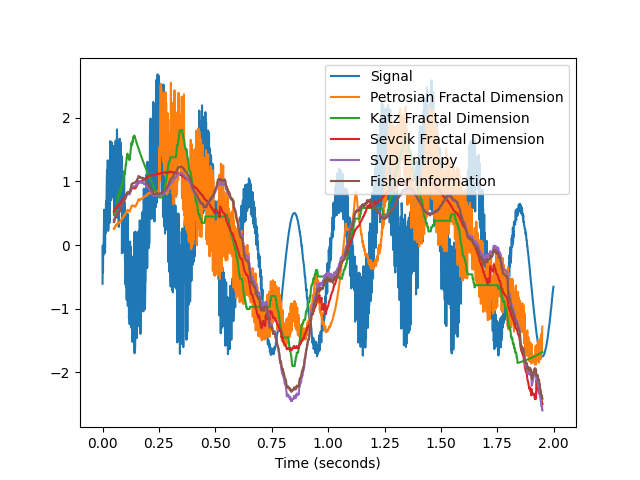 Signal
Petrosian Fractal Dimension
Katz Fractal Dimension
Sevcik Fractal Dimension
SVD Entropy
Fisher Information
2
1
0
−1
−2
0.00 0.25 0.50 0.75 1.00 1.25 1.50 1.75 2.00
Time (seconds)